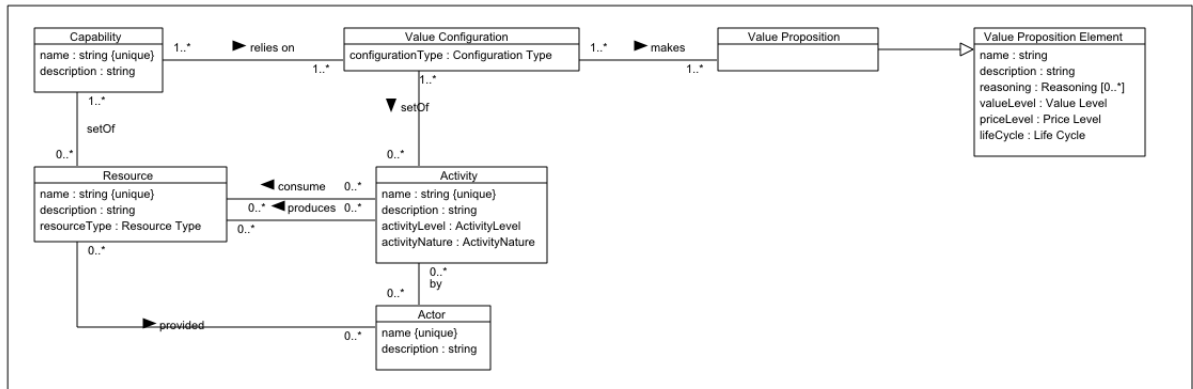 Capability
name : string {unique}
description : string
1..*
relies on
1..*
Value Configuration
configurationType : Configuration Type
1..*
makes
1..*
Value Proposition
Value Proposition Element
name : string
description : string
reasoning : Reasoning [0..*]
valueLevel : Value Level
priceLevel : Price Level
lifeCycle : Life Cycle
1..*
setOf
0..*
1..*
setOf
0..*
Resource
name : string {unique}
description : string
resourceType : Resource Type
consume
0..*
0..*
produces
0..*
0..*
Activity
name : string {unique}
description : string
activityLevel : ActivityLevel
activityNature : ActivityNature
0..*
0..*
by
0..*
provided
0..*
Actor
name {unique}
description : string